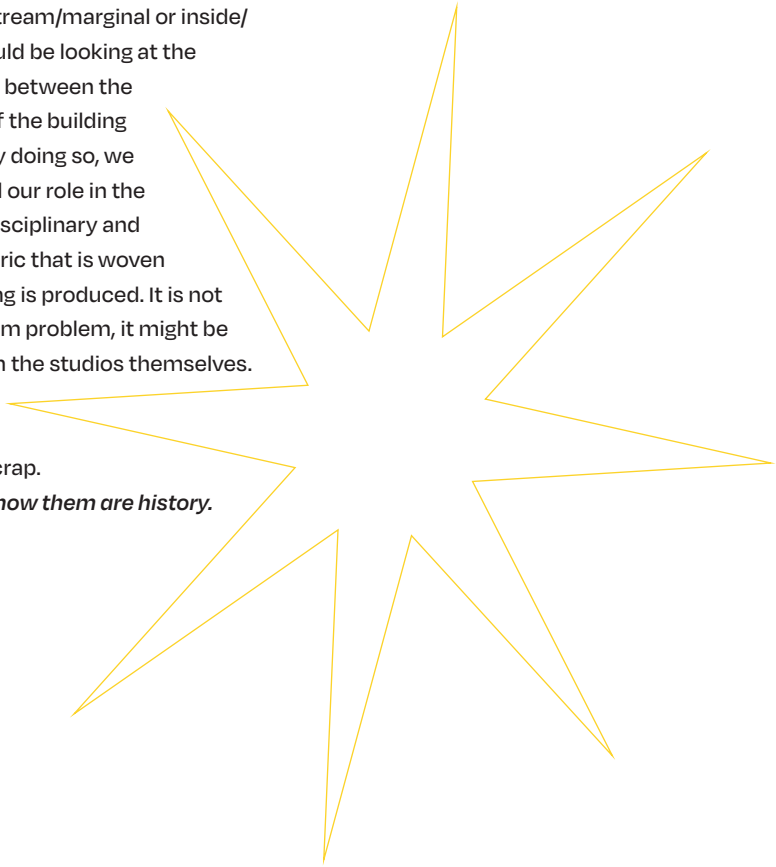 tream/marginal or inside/
uld be looking at the
between the
f the building
y doing so, we
our role in the
sciplinary and
ric that is woven
ng is produced. It is not
m problem, it might be
n the studios themselves.
crap.
now them are history.